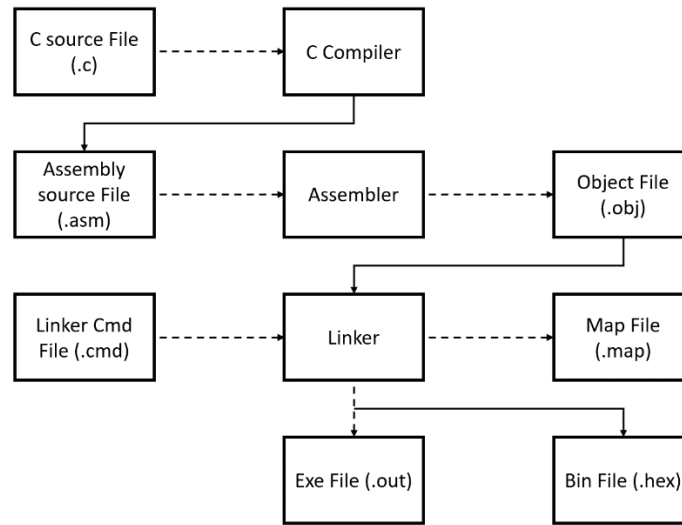 C source File
(.c)
C Compiler
Assembly
source File
(.asm)
Assembler
Object File
(.obj)
Linker Cmd
File (.cmd)
Linker
Map File
(.map)
Exe File (.out)
Bin File (.hex)